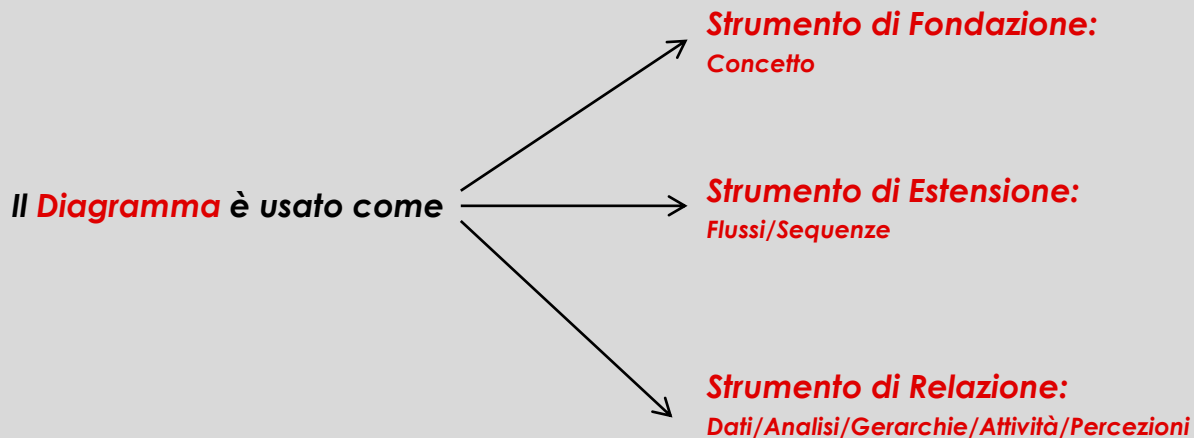 Strumento di Fondazione:
Concetto
Il Diagramma è usato come
Strumento di Estensione:
Flussi/Sequenze
Strumento di Relazione:
Dati/Analisi/Gerarchie/Attività/Percezioni